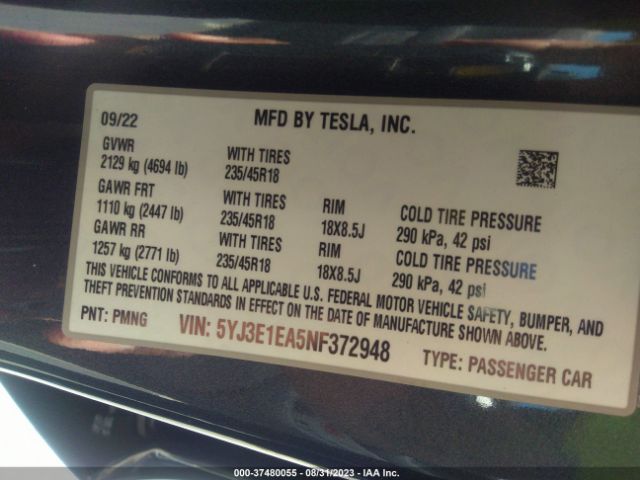 09/22 MFD BY TESLA, INC.
GVWR
2129 kg (4694 lb) WITH TIRES 235/45R18
GAWR FRT
1110 kg (2447 lb) WITH TIRES 235/45R18 RIM 18X8.5J COLD TIRE PRESSURE 290 kPa, 42 psi
GAWR RR
1257 kg (2771 lb) WITH TIRES 235/45R18 RIM 18X8.5J COLD TIRE PRESSURE 290 kPa, 42 psi
THIS VEHICLE CONFORMS TO ALL APPLICABLE U.S. FEDERAL MOTOR VEHICLE SAFETY, BUMPER, AND
THEFT PREVENTION STANDARDS IN EFFECT ON THE DATE OF MANUFACTURE SHOWN ABOVE.
PNT: PMNG VIN: 5YJ3E1EA5NF372948 TYPE: PASSENGER CAR
000-37480055 - 08/31/2023 - IAA Inc.